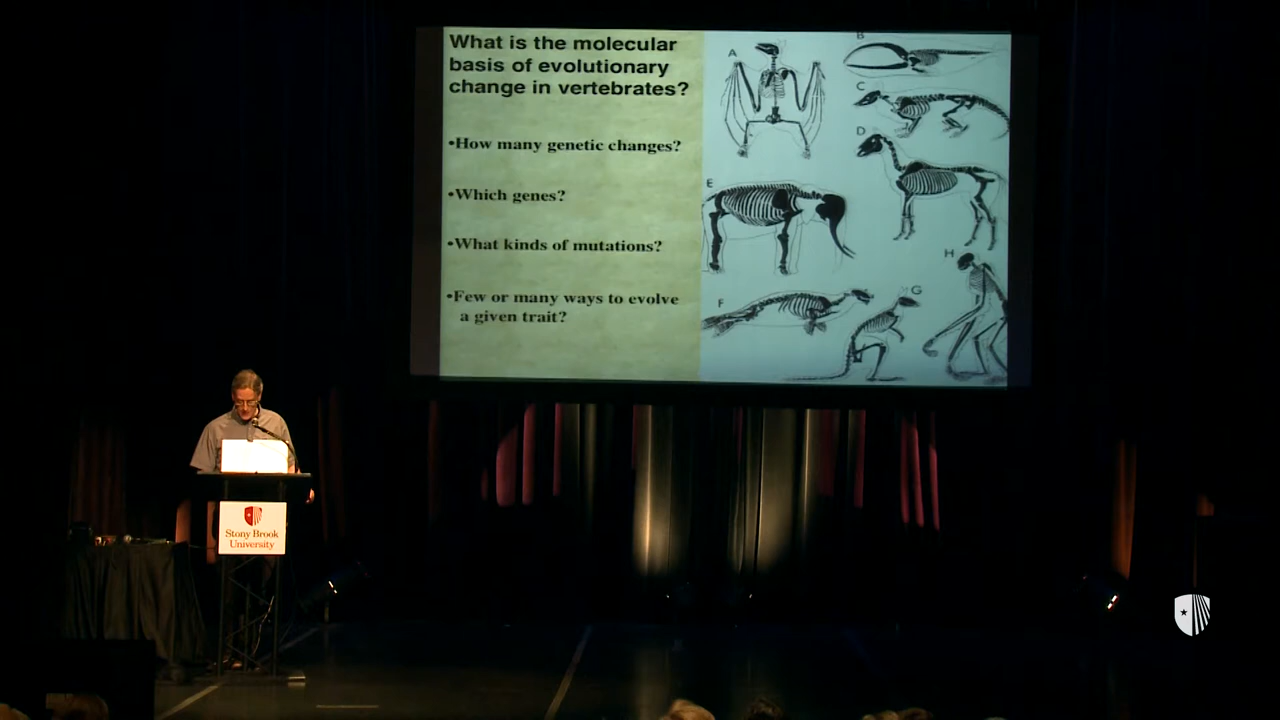 What is the molecular
basis of evolutionary
change in vertebrates?
•How many genetic changes?
•Which genes?
•What kinds of mutations?
•Few or many ways to evolve
a given trait?
A
B
C
D
E
F
G
H
Stony Brook
University